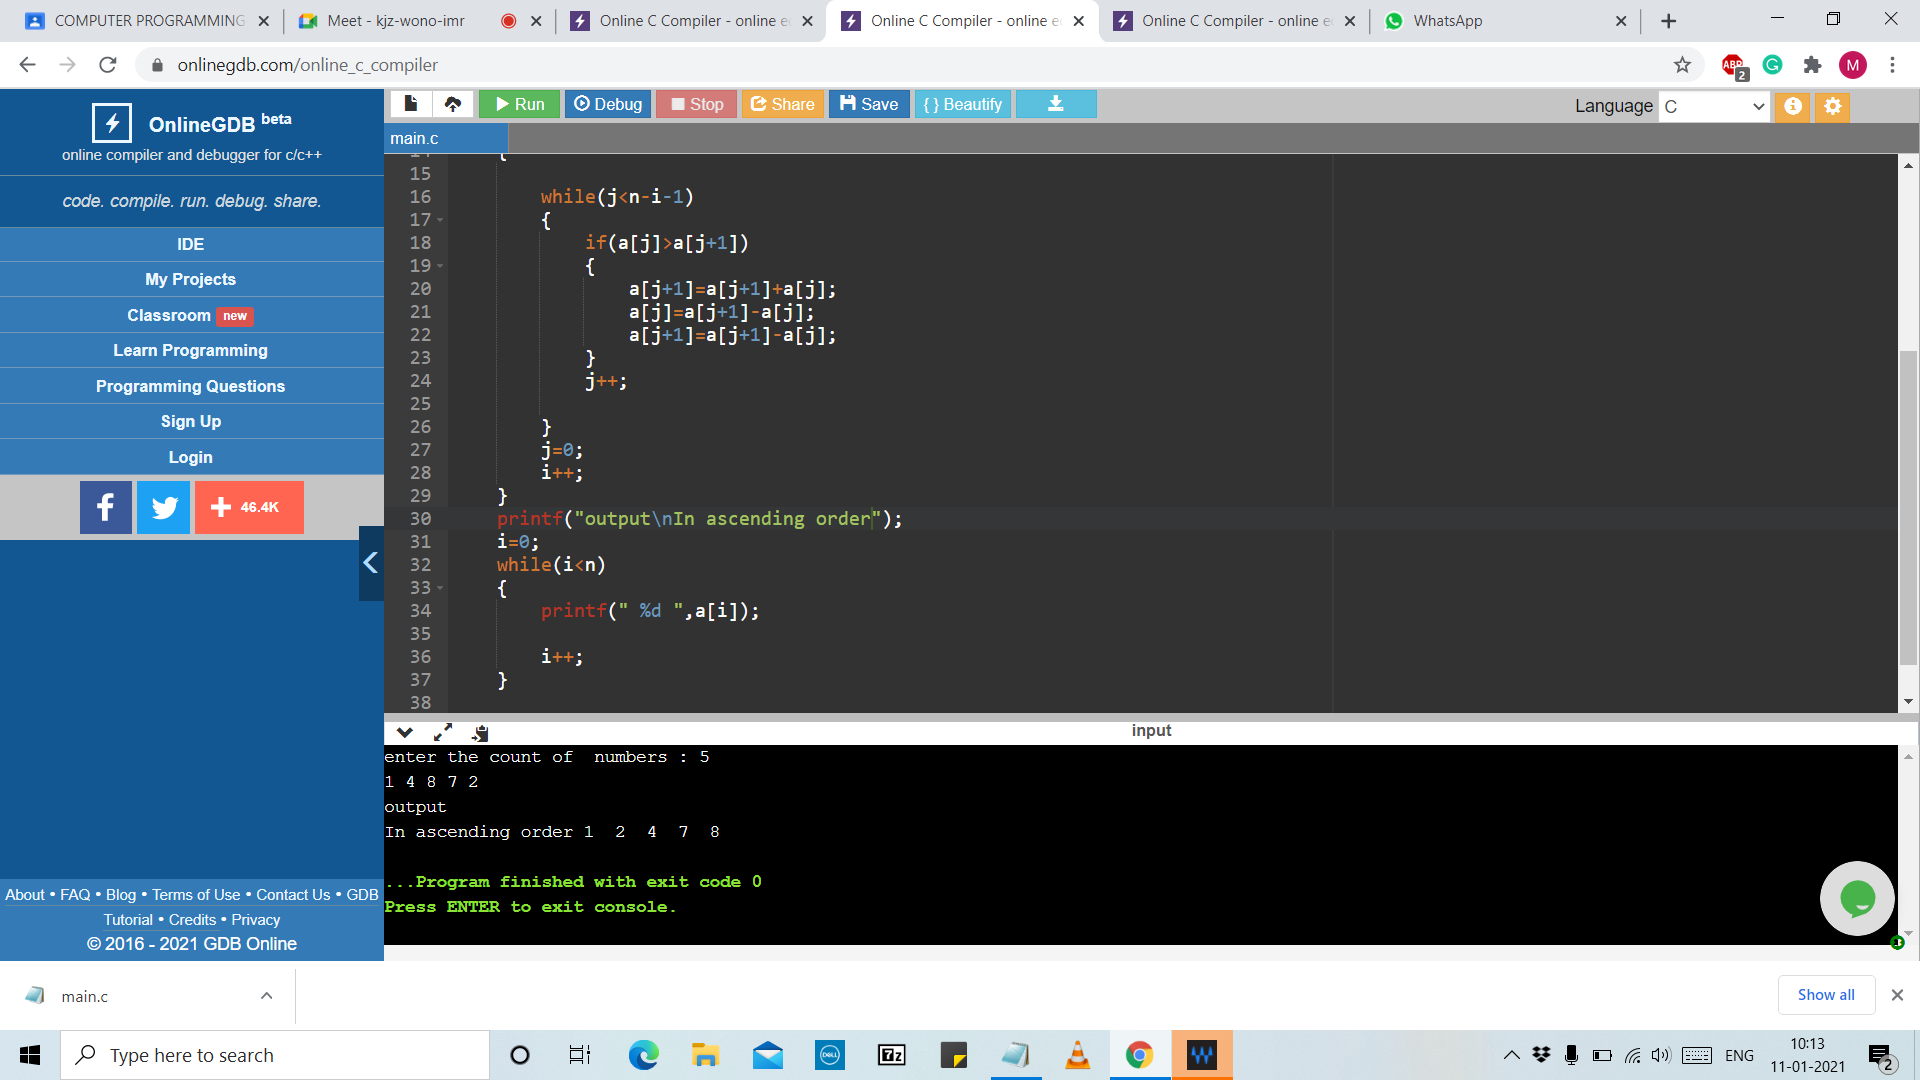 COMPUTER PROGRAMMING
Meet - kjz-wono-imr
Online C Compiler - online e
Online C Compiler - online e
Online C Compiler - online e
WhatsApp
onlinegdb.com/online_c_compiler
ABP
2
M
OnlineGDB beta
online compiler and debugger for c/c++
code. compile. run. debug. share.
IDE
My Projects
Classroom new
Learn Programming
Programming Questions
Sign Up
Login
46.4K
About • FAQ • Blog • Terms of Use • Contact Us • GDB
Tutorial • Credits • Privacy
© 2016 - 2021 GDB Online
Run
Debug
Stop
Share
Save
{ } Beautify
Language C
main.c
14 {
15
16 while(j<n-i-1)
17 {
18 if(a[j]>a[j+1])
19 {
20 a[j+1]=a[j+1]+a[j];
21 a[j]=a[j+1]-a[j];
22 a[j+1]=a[j+1]-a[j];
23 }
24 j++;
25
26 }
27 j=0;
28 i++;
29 }
30 printf("output\nIn ascending order");
31 i=0;
32 while(i<n)
33 {
34 printf(" %d ",a[i]);
35
36 i++;
37 }
38
input
enter the count of  numbers : 5
1 4 8 7 2
output
In ascending order 1  2  4  7  8
...Program finished with exit code 0
Press ENTER to exit console.
main.c
Show all
Type here to search
DELL
7z
ENG
10:13
11-01-2021
2